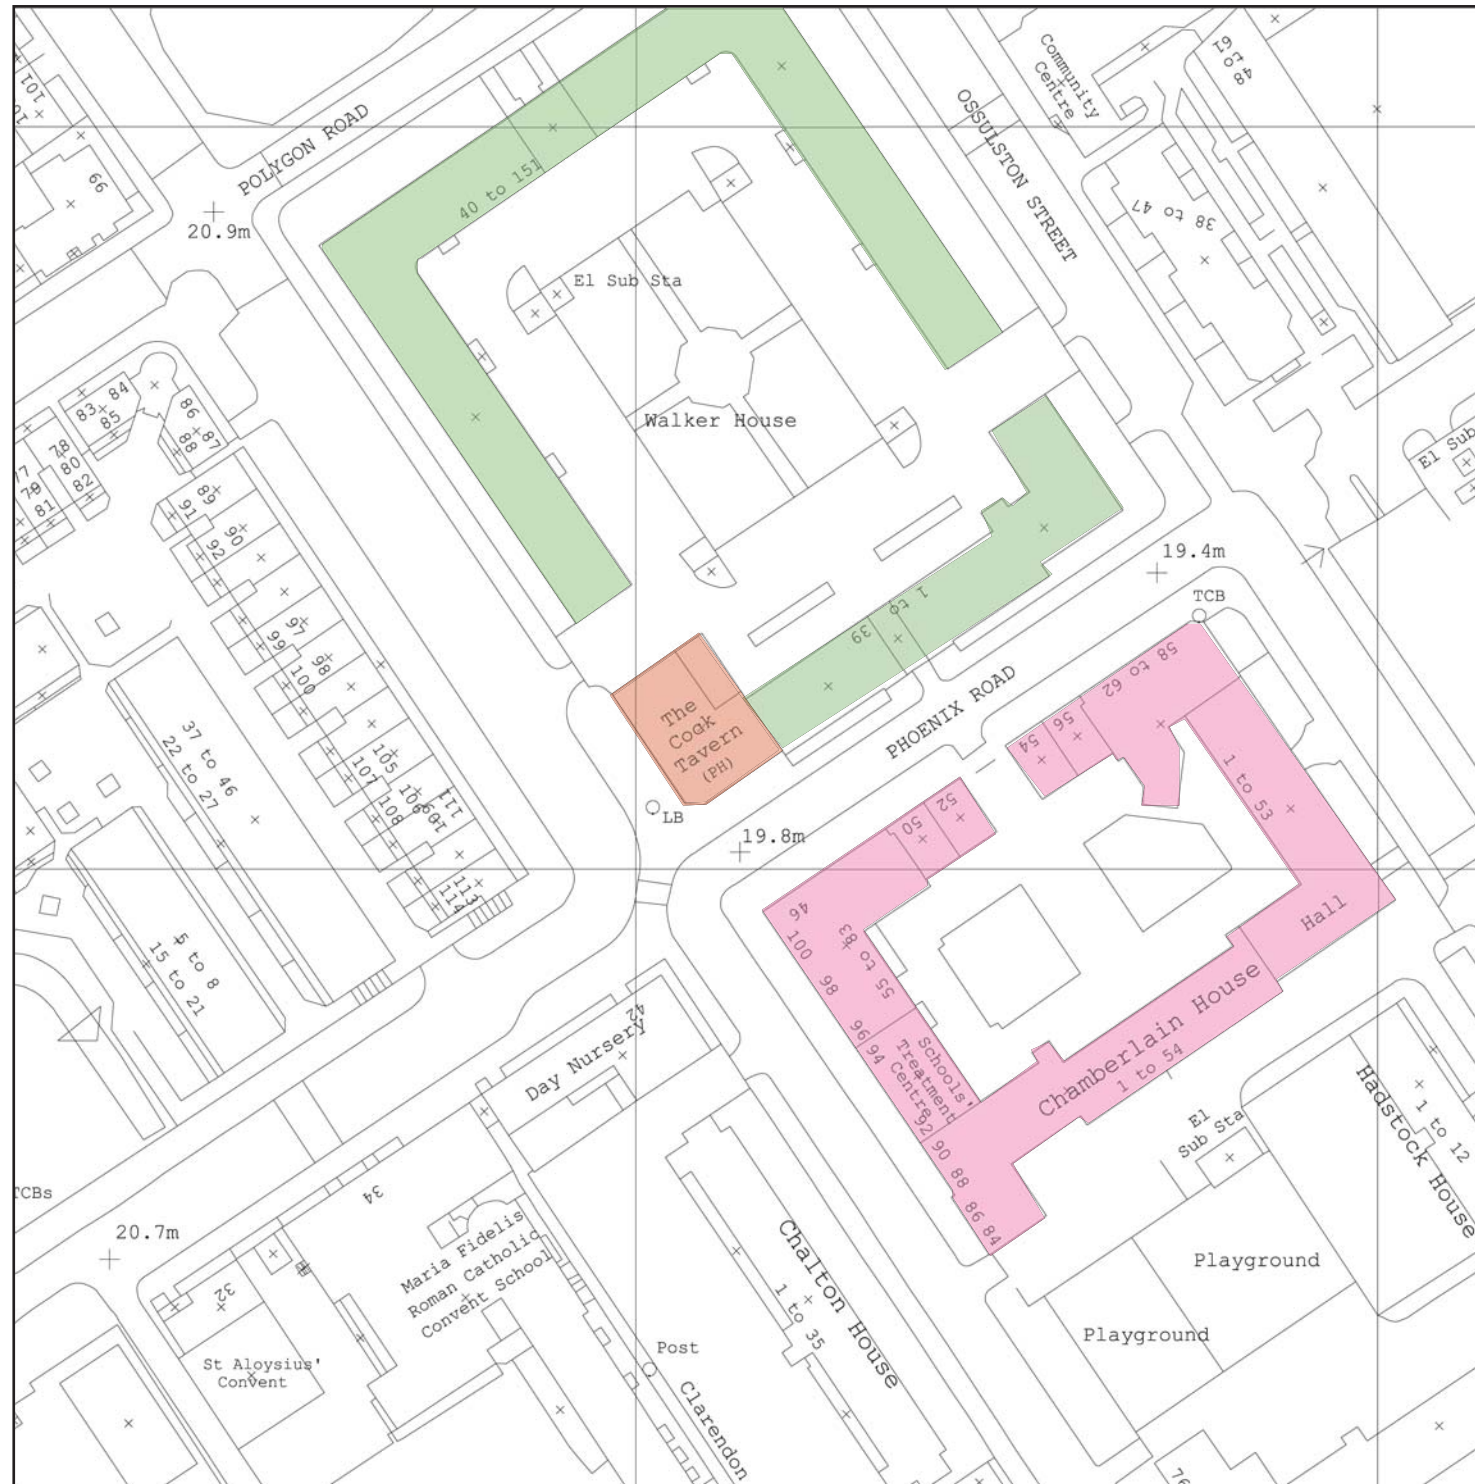 101
66
POLYGON ROAD
20.9m
40 to 151
OSSULSTON STREET
Community
Centre
48 to 61
38 to 47
El Sub Sta
Walker House
El Sub
83
84
85
86
87
88
77
78
79
80
81
82
89
91
90
92
97
99
98
100
105
107
106
108
109
111
113
114
19.4m
TCB
1 to
39
The
Cock
Tavern
(PH)
PHOENIX ROAD
LB
19.8m
37 to 46
22 to 27
5 to 8
15 to 21
58 to 62
56
54
52
50
46
1 to 53
100
98
55 to 83
96
94
Schools'
Treatment
Centre
92
90
88
86
84
Hall
Chamberlain House
1 to 54
42
Day Nursery
El
Sub Sta
Hadstock House
1 to 12
TCBs
20.7m
34
32
Maria Fidelis
Roman Catholic
Convent School
St Aloysius'
Convent
Chalton House
1 to 35
Playground
Playground
Post
Clarendon
76